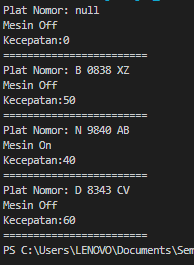 Plat Nomor: null
Mesin Off
Kecepatan:0
========================
Plat Nomor: B 0838 XZ
Mesin Off
Kecepatan:50
========================
Plat Nomor: N 9840 AB
Mesin On
Kecepatan:40
========================
Plat Nomor: D 8343 CV
Mesin Off
Kecepatan:60
========================
PS C:\Users\LENOVO\Documents\Sem